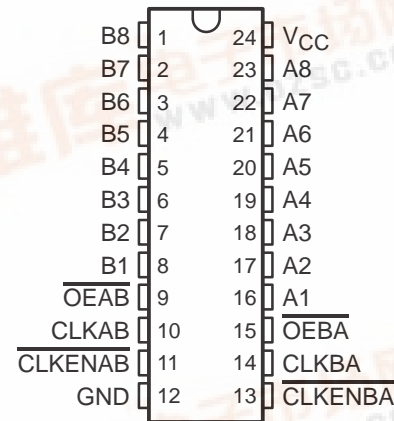 B8 1 24 VCC
B7 2 23 A8
B6 3 22 A7
B5 4 21 A6
B4 5 20 A5
B3 6 19 A4
B2 7 18 A3
B1 8 17 A2
OEAB 9 16 A1
CLKAB 10 15 OEBA
CLKENAB 11 14 CLKBA
GND 12 13 CLKENBA